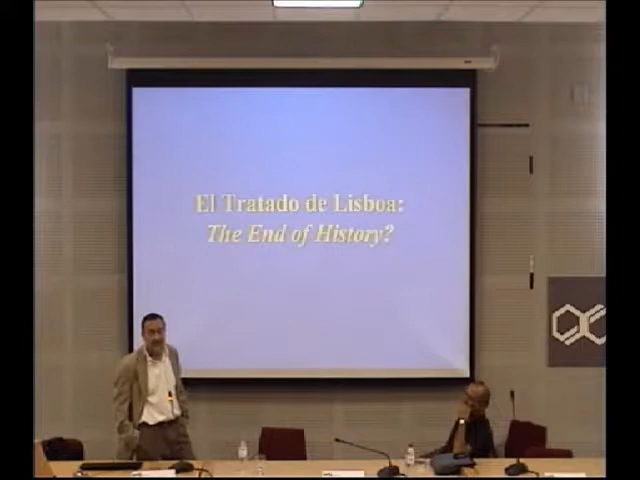 El Tratado de Lisboa:
The End of History?